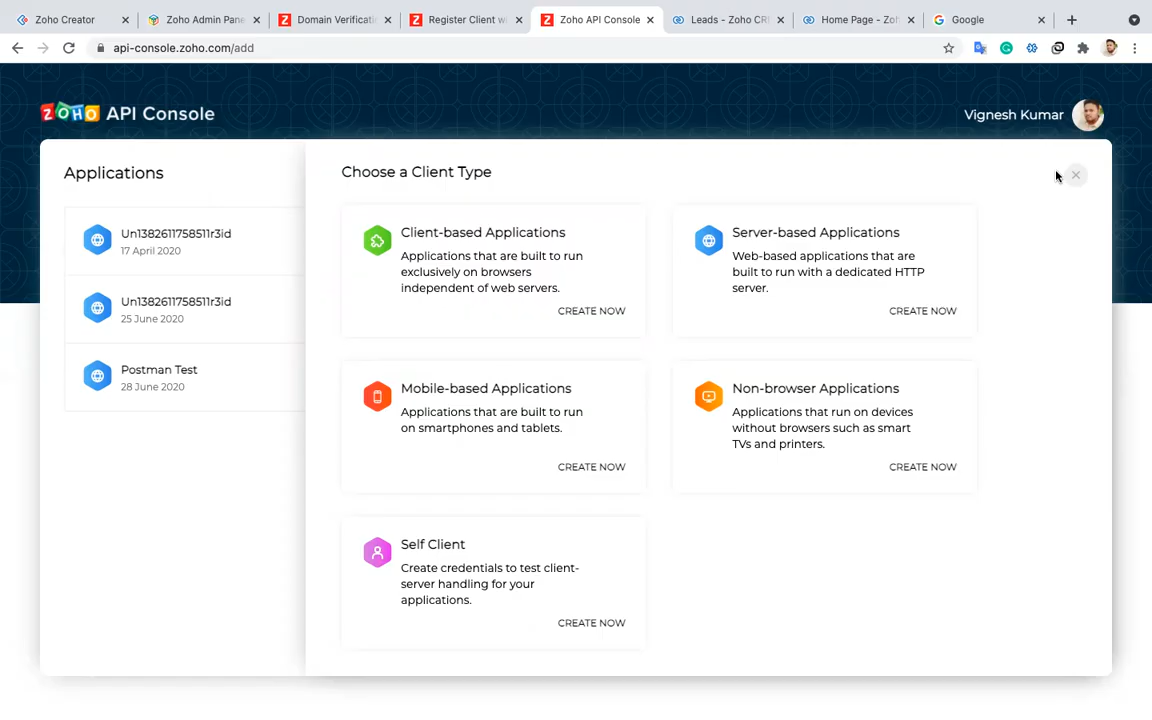 Zoho Creator
Zoho Admin Pane
Domain Verificati
Register Client w
Zoho API Console
Leads - Zoho CR
Home Page - Zo
Google
api-console.zoho.com/add
ZOHO API Console
Vignesh Kumar
Applications
Un1382611758511r3id
17 April 2020
Un1382611758511r3id
25 June 2020
Postman Test
28 June 2020
Choose a Client Type
Client-based Applications
Applications that are built to run
exclusively on browsers
independent of web servers.
CREATE NOW
Server-based Applications
Web-based applications that are
built to run with a dedicated HTTP
server.
CREATE NOW
Mobile-based Applications
Applications that are built to run
on smartphones and tablets.
CREATE NOW
Non-browser Applications
Applications that run on devices
without browsers such as smart
TVs and printers.
CREATE NOW
Self Client
Create credentials to test client-
server handling for your
applications.
CREATE NOW